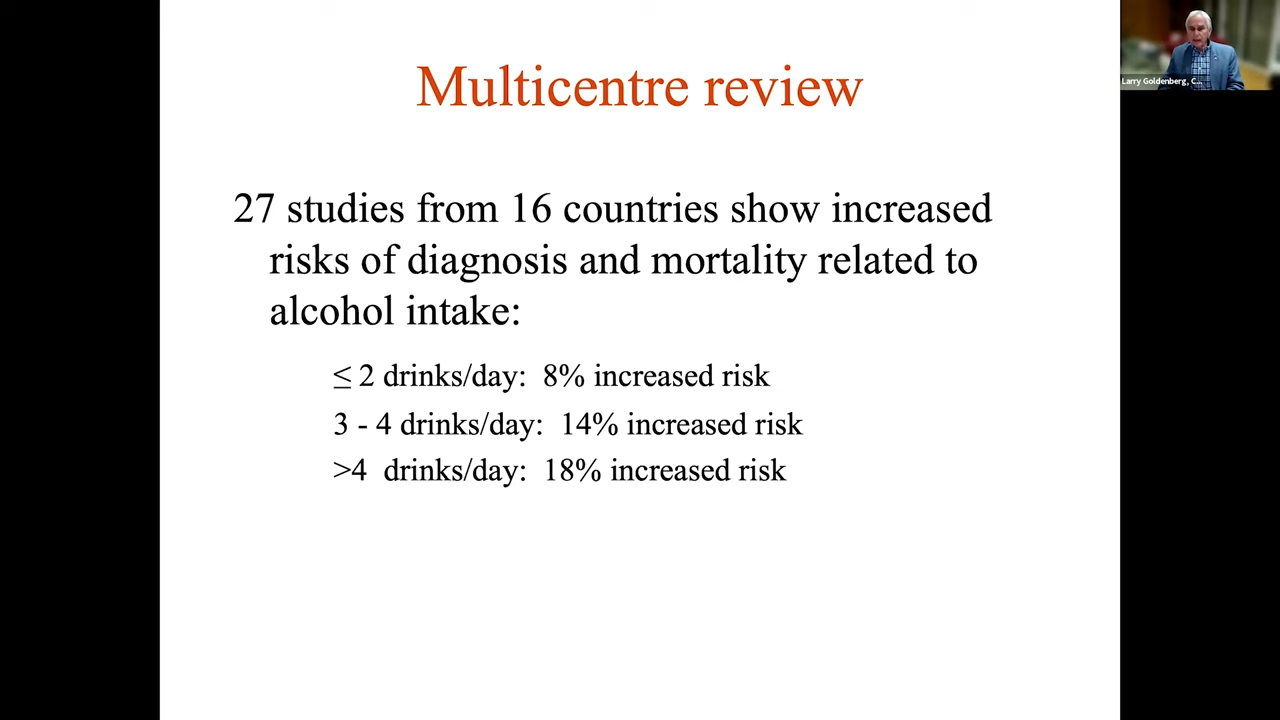 Multicentre review
27 studies from 16 countries show increased
risks of diagnosis and mortality related to
alcohol intake:
≤ 2 drinks/day: 8% increased risk
3 - 4 drinks/day: 14% increased risk
>4 drinks/day: 18% increased risk
Larry Goldenberg, C...